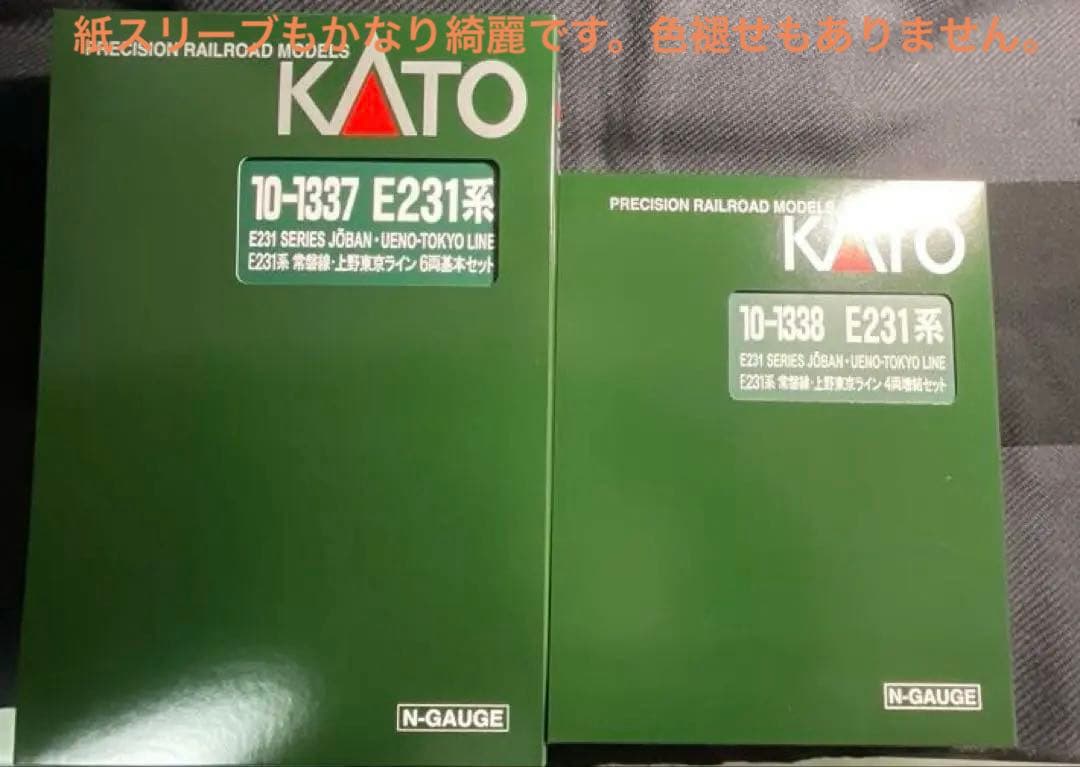 紙スリーブもかなり綺麗です。色褪せもありません。
PRECISION RAILROAD MODELS
KATO
10-1337 E231系
E231 SERIES JŌBAN・UENO-TOKYO LINE
E231系 常磐線・上野東京ライン 6両基本セット
N-GAUGE
PRECISION RAILROAD MODELS
KATO
10-1338 E231系
E231 SERIES JŌBAN・UENO-TOKYO LINE
E231系 常磐線・上野東京ライン 4両増結セット
N-GAUGE